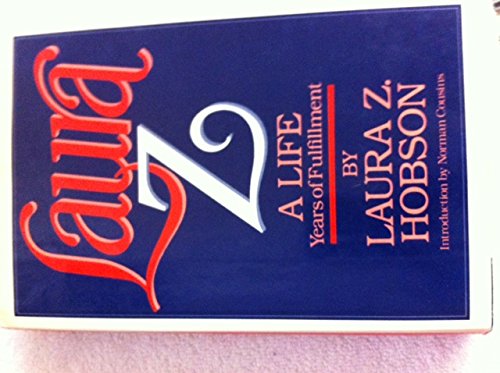 Laura
Z
A LIFE
Years of Fulfillment
BY
LAURA Z.
HOBSON
Introduction by Norman Cousins